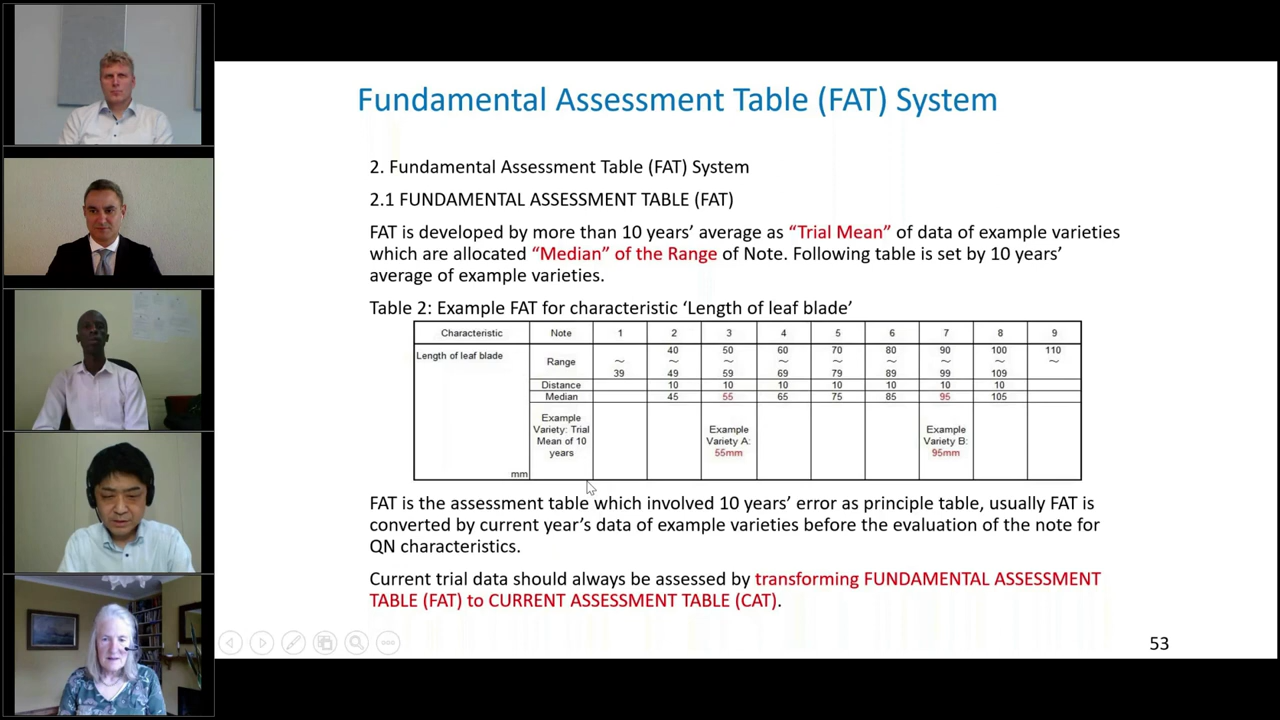 Fundamental Assessment Table (FAT) System
2. Fundamental Assessment Table (FAT) System
2.1 FUNDAMENTAL ASSESSMENT TABLE (FAT)
FAT is developed by more than 10 years’ average as “Trial Mean” of data of example varieties
which are allocated “Median” of the Range of Note. Following table is set by 10 years’
average of example varieties.
Table 2: Example FAT for characteristic ‘Length of leaf blade’
Characteristic Note 1 2 3 4 5 6 7 8 9
Length of leaf blade
40 50 60 70 80 90 100 110
Range ~ ~ ~ ~ ~ ~ ~ ~ ~
39 49 59 69 79 89 99 109
Distance 10 10 10 10 10 10 10
Median 45 55 65 75 85 95 105
Example
Variety: Trial
Mean of 10
years
Example
Variety A:
55mm
Example
Variety B:
95mm
mm
FAT is the assessment table which involved 10 years’ error as principle table, usually FAT is
converted by current year’s data of example varieties before the evaluation of the note for
QN characteristics.
Current trial data should always be assessed by transforming FUNDAMENTAL ASSESSMENT
TABLE (FAT) to CURRENT ASSESSMENT TABLE (CAT).
53